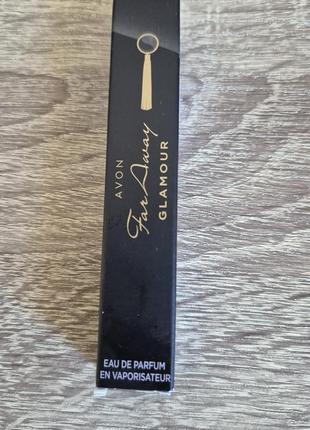 AVON
Far Away
GLAMOUR
EAU DE PARFUM
EN VAPORISATEUR